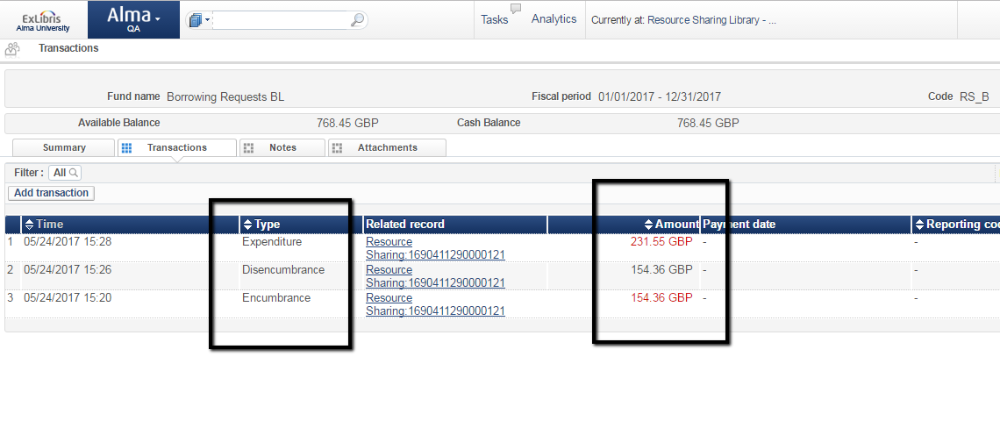 ExLibris
Alma University
Alma
QA
Tasks
Analytics
Currently at: Resource Sharing Library - ...
Transactions
Fund name Borrowing Requests BL Fiscal period 01/01/2017 - 12/31/2017 Code RS_B
Available Balance 768.45 GBP Cash Balance 768.45 GBP
Summary Transactions Notes Attachments
Filter : All
Add transaction
Time Type Related record Amount Payment date Reporting cod
1 05/24/2017 15:28 Expenditure Resource 231.55 GBP - -
Sharing:1690411290000121
2 05/24/2017 15:26 Disencumbrance Resource 154.36 GBP - -
Sharing:1690411290000121
3 05/24/2017 15:20 Encumbrance Resource 154.36 GBP - -
Sharing:1690411290000121